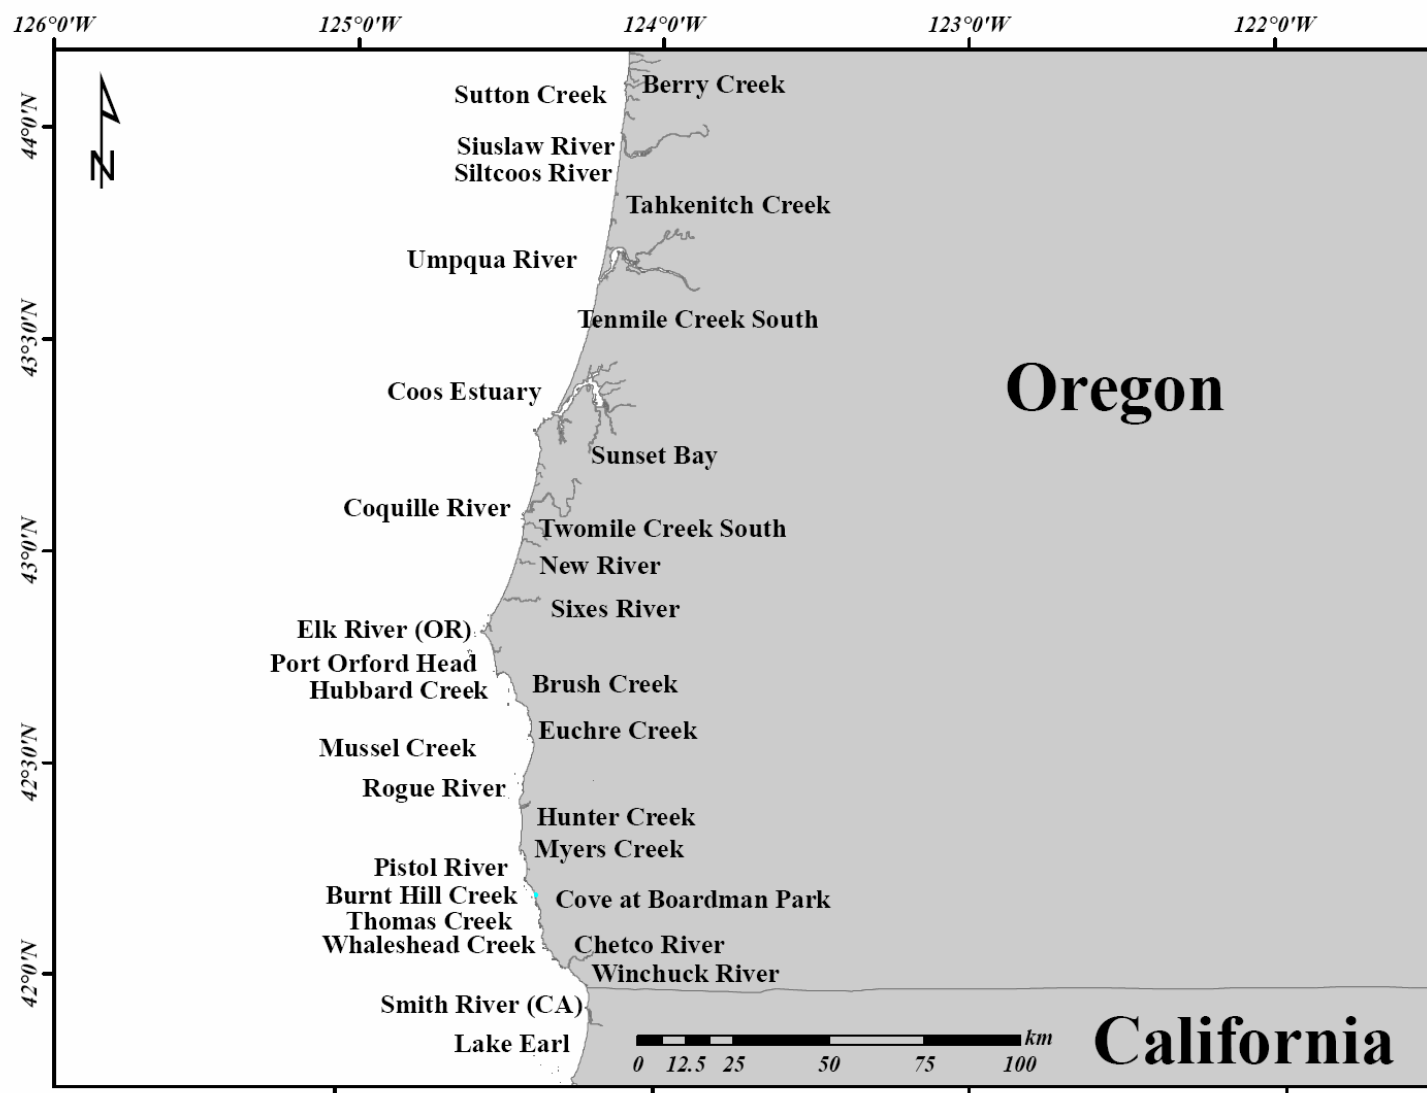 126°0'W 125°0'W 124°0'W 123°0'W 122°0'W
44°0'N
43°30'N
43°0'N
42°30'N
42°0'N
N
Berry Creek
Sutton Creek
Siuslaw River
Siltcoos River
Tahkenitch Creek
Umpqua River
Tenmile Creek South
Oregon
Coos Estuary
Sunset Bay
Coquille River
Twomile Creek South
New River
Sixes River
Elk River (OR)
Port Orford Head
Brush Creek
Hubbard Creek
Euchre Creek
Mussel Creek
Rogue River
Hunter Creek
Myers Creek
Pistol River
Burnt Hill Creek
Cove at Boardman Park
Thomas Creek
Whaleshead Creek
Chetco River
Winchuck River
Smith River (CA)
Lake Earl
California
km
0 12.5 25 50 75 100